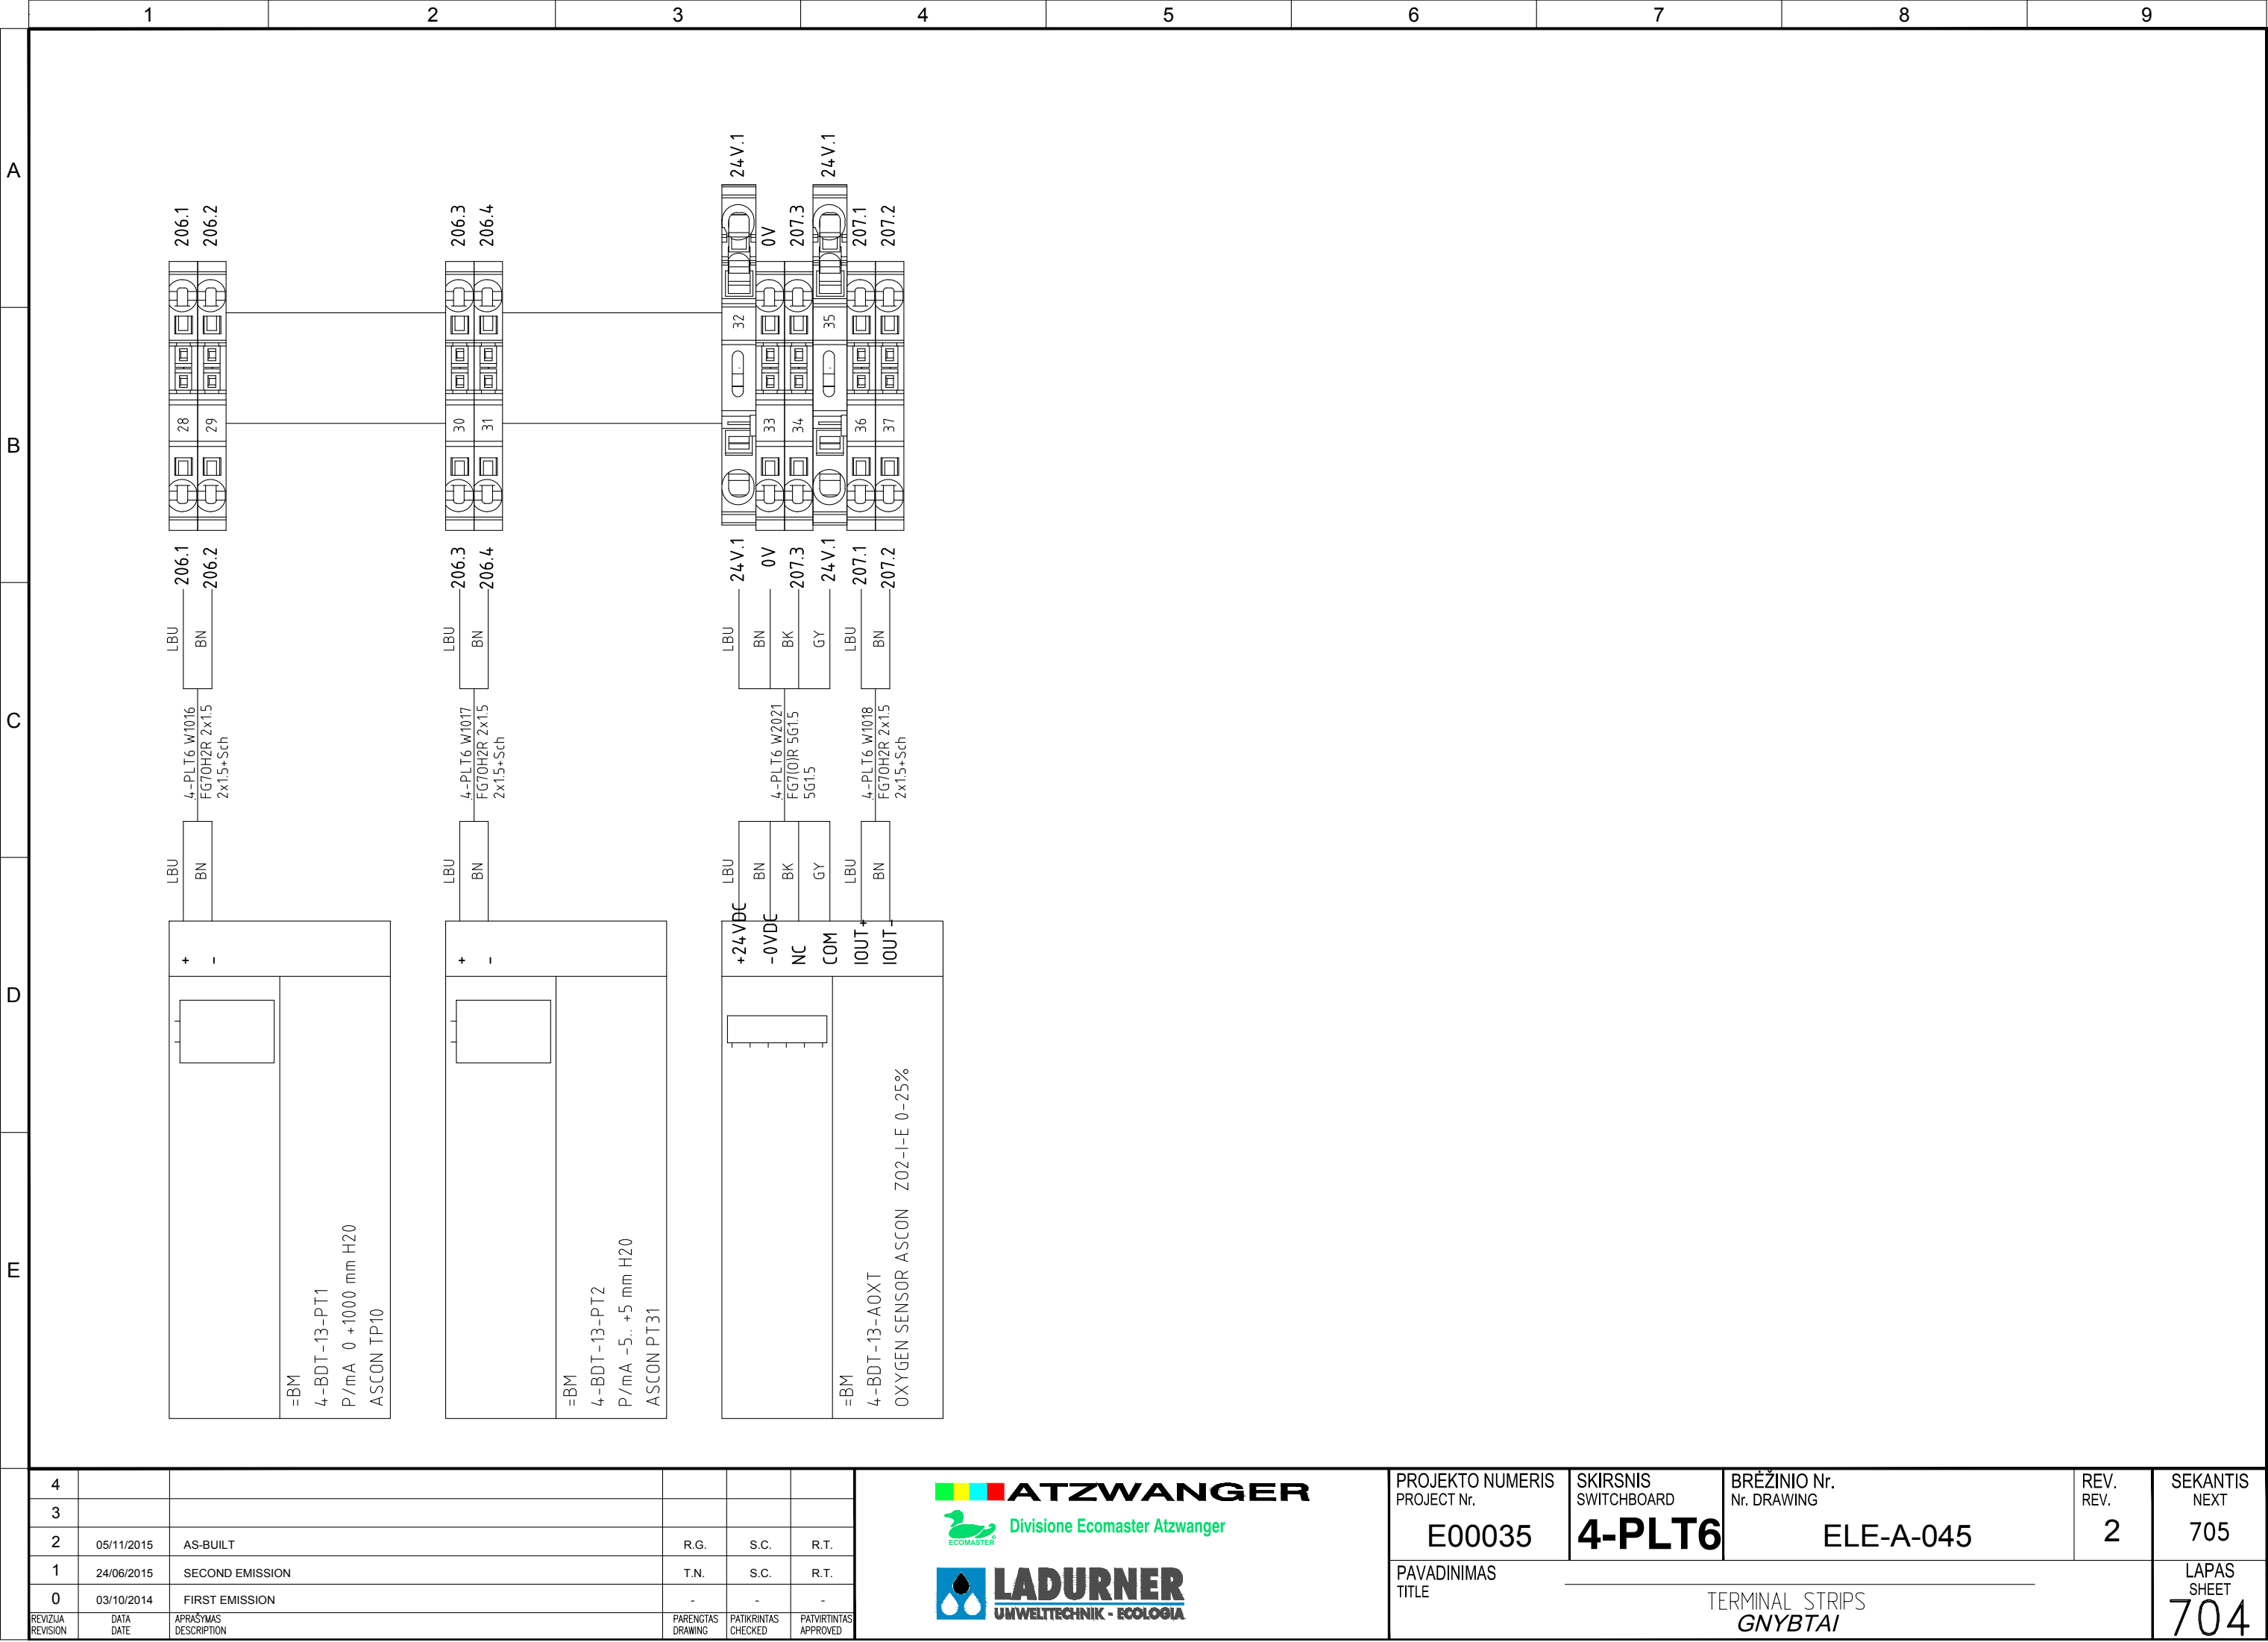 1 2 3 4 5 6 7 8 9
A
B
C
D
E
206.1
206.2
206.3
206.4
24V.1
0V
207.3
24V.1
207.1
207.2
28
29
30
31
32
33
34
35
36
37
206.1
206.2
206.3
206.4
24V.1
0V
207.3
24V.1
207.1
207.2
LBU
BN
LBU
BN
LBU
BN
BK
GY
LBU
BN
4-PLT6 W1016
FG7OH2R 2x1.5
2x1.5+Sch
4-PLT6 W1017
FG7OH2R 2x1.5
2x1.5+Sch
4-PLT6 W2021
FG7(O)R 5G1.5
5G1.5
4-PLT6 W1018
FG7OH2R 2x1.5
2x1.5+Sch
LBU
BN
LBU
BN
LBU
BN
BK
GY
LBU
BN
+
-
+
-
+24VDC
-0VDC
NC
COM
IOUT+
IOUT-
=BM
4-BDT-13-PT1
P/mA 0 +1000 mm H20
ASCON TP10
=BM
4-BDT-13-PT2
P/mA -5.. +5 mm H20
ASCON PT31
=BM
4-BDT-13-AOXT
OXYGEN SENSOR ASCON ZO2-I-E 0-25%
4
3
2 05/11/2015 AS-BUILT R.G. S.C. R.T.
1 24/06/2015 SECOND EMISSION T.N. S.C. R.T.
0 03/10/2014 FIRST EMISSION - - -
REVIZIJA DATA APRAŠYMAS PARENGTAS PATIKRINTAS PATVIRTINTAS
REVISION DATE DESCRIPTION DRAWING CHECKED APPROVED
ATZWANGER
ECOMASTER
Divisione Ecomaster Atzwanger
LADURNER
UMWELTTECHNIK - ECOLOGIA
PROJEKTO NUMERIS
PROJECT Nr.
E00035
SKIRSNIS
SWITCHBOARD
4-PLT6
BRĖŽINIO Nr.
Nr. DRAWING
ELE-A-045
REV.
REV.
2
SEKANTIS
NEXT
705
PAVADINIMAS
TITLE
TERMINAL STRIPS
GNYBTAI
LAPAS
SHEET
704